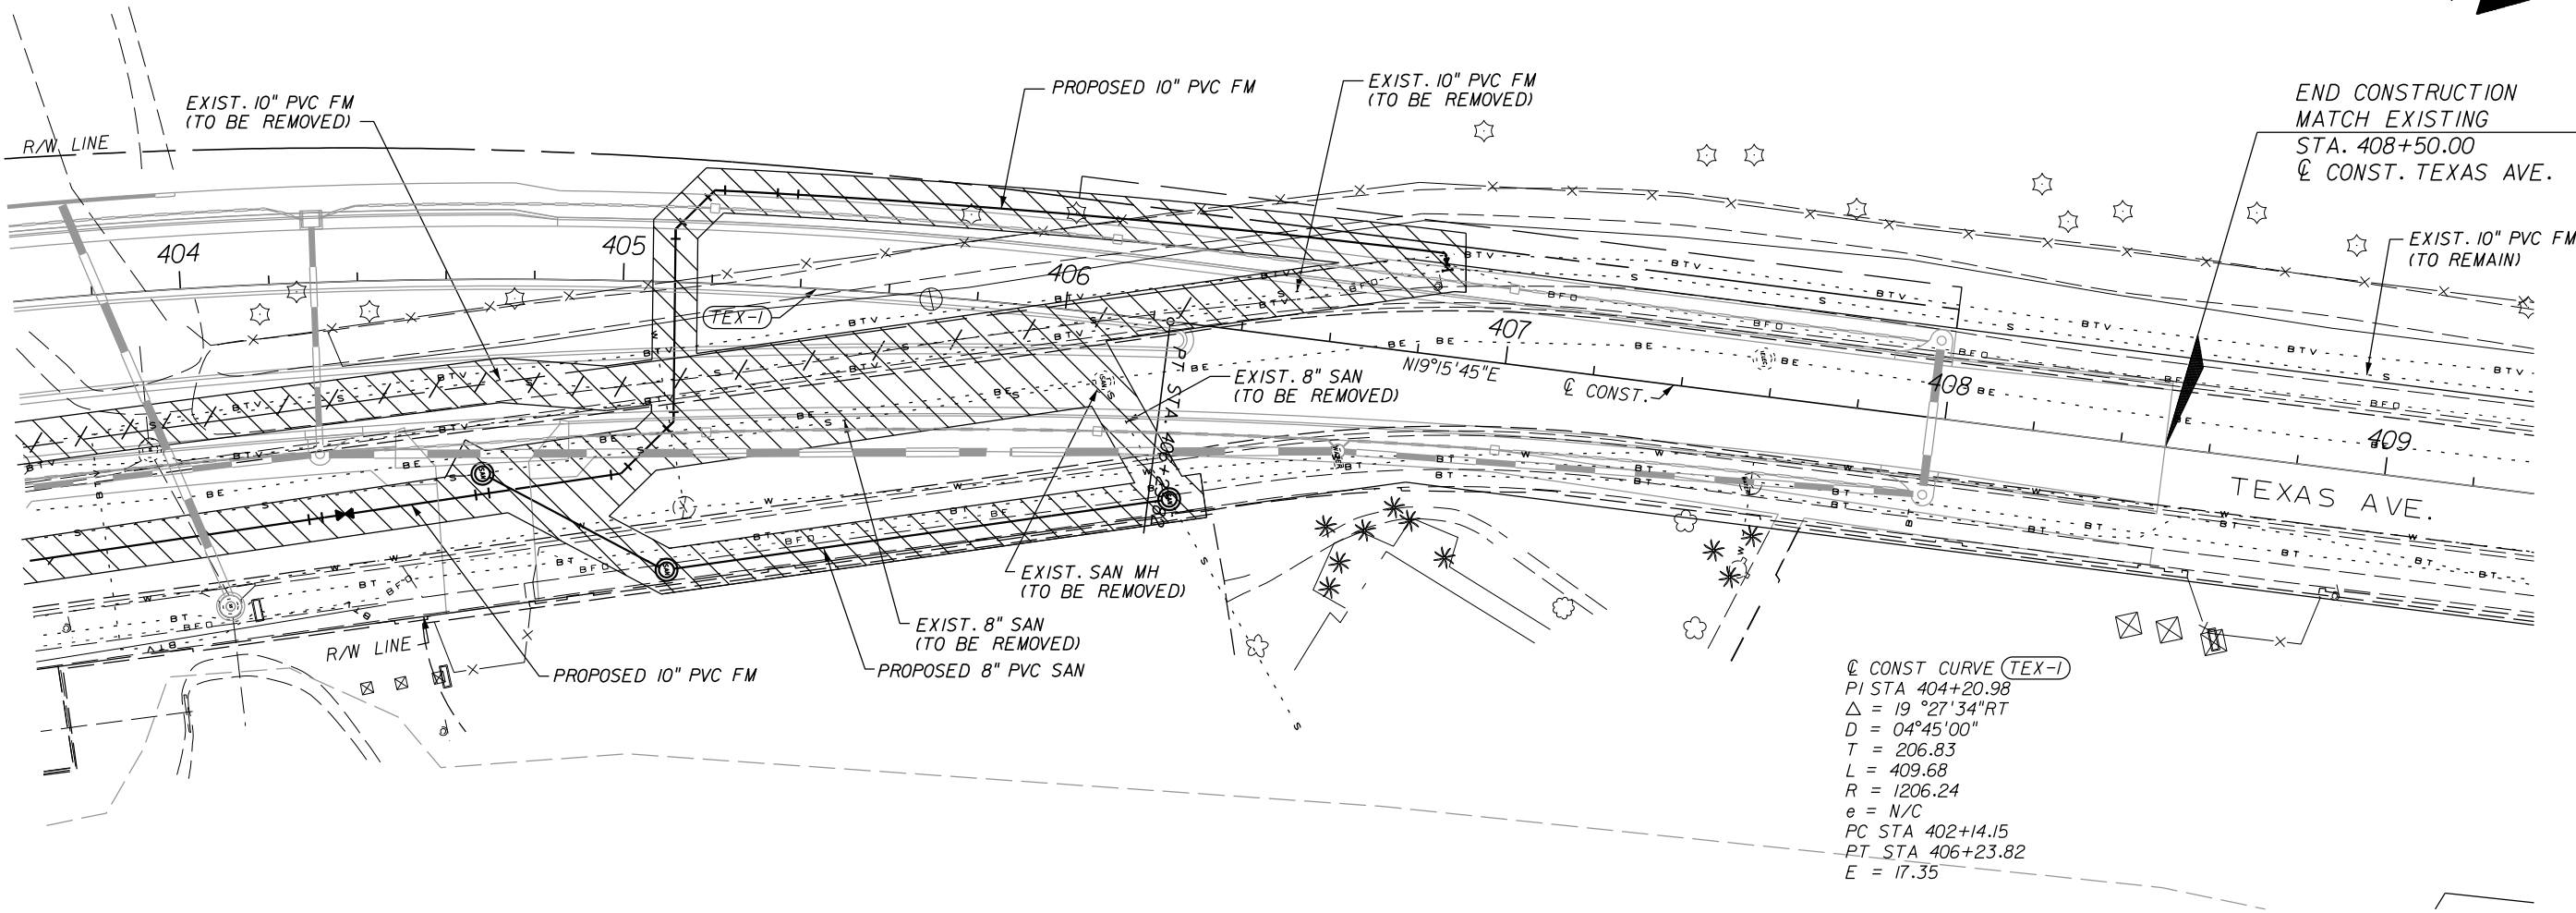 EXIST. 10" PVC FM
(TO BE REMOVED)
R/W LINE
PROPOSED 10" PVC FM
EXIST. 10" PVC FM
(TO BE REMOVED)
END CONSTRUCTION
MATCH EXISTING
STA. 408+50.00
℄ CONST. TEXAS AVE.
EXIST. 10" PVC FM
(TO REMAIN)
404
405
406
407
408
409
TEX-1
N19°15'45"E
℄ CONST.
PT STA. 406+23.82
EXIST. 8" SAN
(TO BE REMOVED)
TEXAS AVE.
EXIST. SAN MH
(TO BE REMOVED)
EXIST. 8" SAN
(TO BE REMOVED)
PROPOSED 8" PVC SAN
R/W LINE
PROPOSED 10" PVC FM
℄ CONST CURVE TEX-1
PI STA 404+20.98
△ = 19 °27'34"RT
D = 04°45'00"
T = 206.83
L = 409.68
R = 1206.24
e = N/C
PC STA 402+14.15
PT STA 406+23.82
E = 17.35